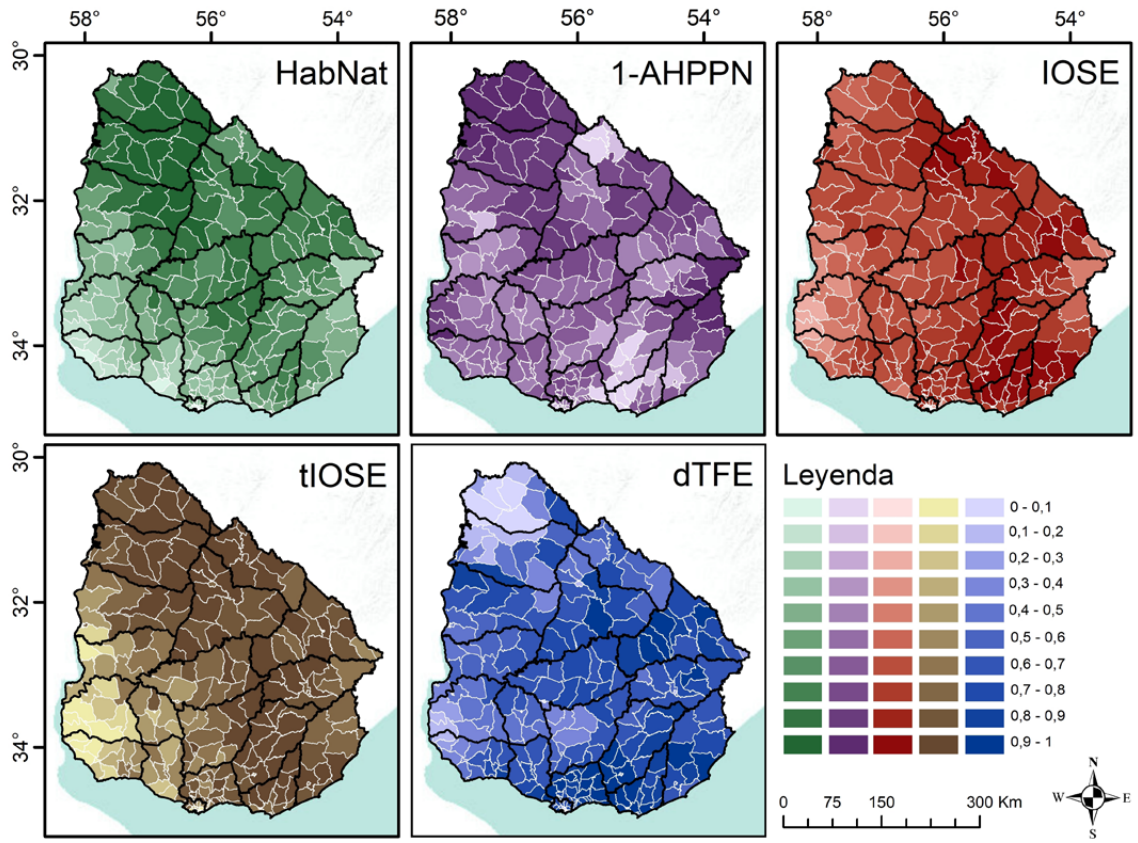 58° 56° 54° 58° 56° 54° 58° 56° 54°
30°
HabNat
1-AHPPN
IOSE
32°
34°
30°
tIOSE
dTFE
Leyenda
0 - 0,1
0,1 - 0,2
0,2 - 0,3
0,3 - 0,4
0,4 - 0,5
0,5 - 0,6
0,6 - 0,7
0,7 - 0,8
0,8 - 0,9
0,9 - 1
32°
34°
N
W E
S
0 75 150 300 Km